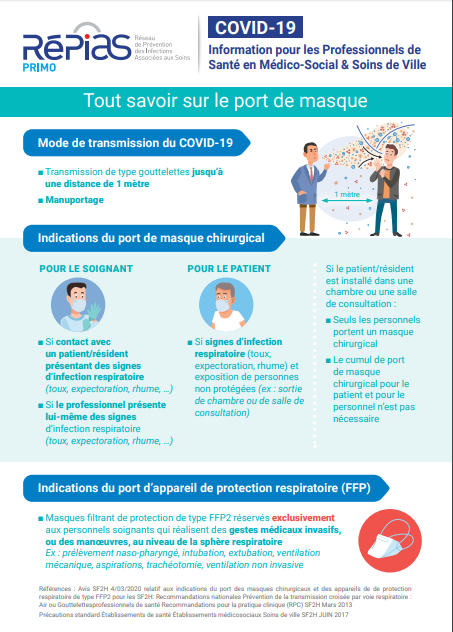 RéPiaS
PRIMO
Réseau
de Prévention
des Infections
Associées aux Soins
COVID-19
Information pour les Professionnels de
Santé en Médico-Social & Soins de Ville
Tout savoir sur le port de masque
Mode de transmission du COVID-19
■ Transmission de type gouttelettes jusqu'à
une distance de 1 mètre
■ Manuportage
1 mètre
Indications du port de masque chirurgical
POUR LE SOIGNANT
■ Si contact avec
un patient/résident
présentant des signes
d'infection respiratoire
(toux, expectoration, rhume, ...)
■ Si le professionnel présente
lui-même des signes
d'infection respiratoire
(toux, expectoration, rhume, ...)
POUR LE PATIENT
■ Si signes d'infection
respiratoire (toux,
expectoration, rhume) et
exposition de personnes
non protégées (ex : sortie
de chambre ou de salle de
consultation)
Si le patient/résident
est installé dans une
chambre ou une salle
de consultation :
■ Seuls les personnels
portent un masque
chirurgical
■ Le cumul de port
de masque
chirurgical pour le
patient et pour le
personnel n'est pas
nécessaire
Indications du port d'appareil de protection respiratoire (FFP)
■ Masques filtrant de protection de type FFP2 réservés exclusivement
aux personnels soignants qui réalisent des gestes médicaux invasifs,
ou des manœuvres, au niveau de la sphère respiratoire
Ex : prélèvement naso-pharyngé, intubation, extubation, ventilation
mécanique, aspirations, trachéotomie, ventilation non invasive
Références : Avis SF2H 4/03/2020 relatif aux indications du port des masques chirurgicaux et des appareils de de protection
respiratoire de type FFP2 pour les SF2H: Recommandations nationales Prévention de la transmission croisée par voie respiratoire :
Air ou Gouttelettesprofessionnels de santé Recommandations pour la pratique clinique (RPC) SF2H Mars 2013
Précautions standard Établissements de santé Établissements médicosociaux Soins de ville SF2H JUIN 2017